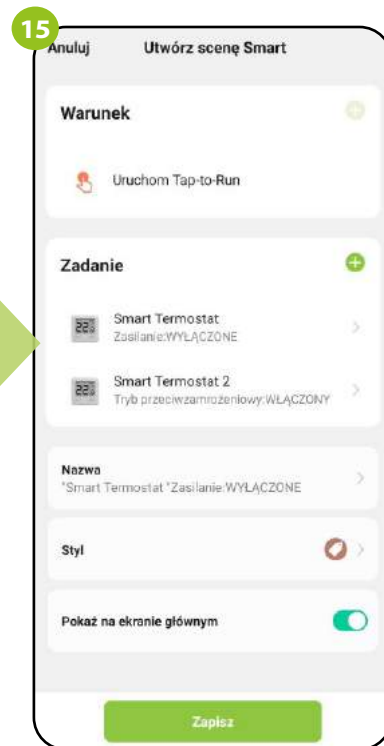 15
Anuluj Utwórz scenę Smart
Warunek
Uruchom Tap-to-Run
Zadanie
Smart Termostat
Zasilanie:WYŁĄCZONE
Smart Termostat 2
Tryb przeciwzamrożeniowy:WŁĄCZONY
Nazwa
"Smart Termostat "Zasilanie:WYŁĄCZONE
Styl
Pokaż na ekranie głównym
Zapisz